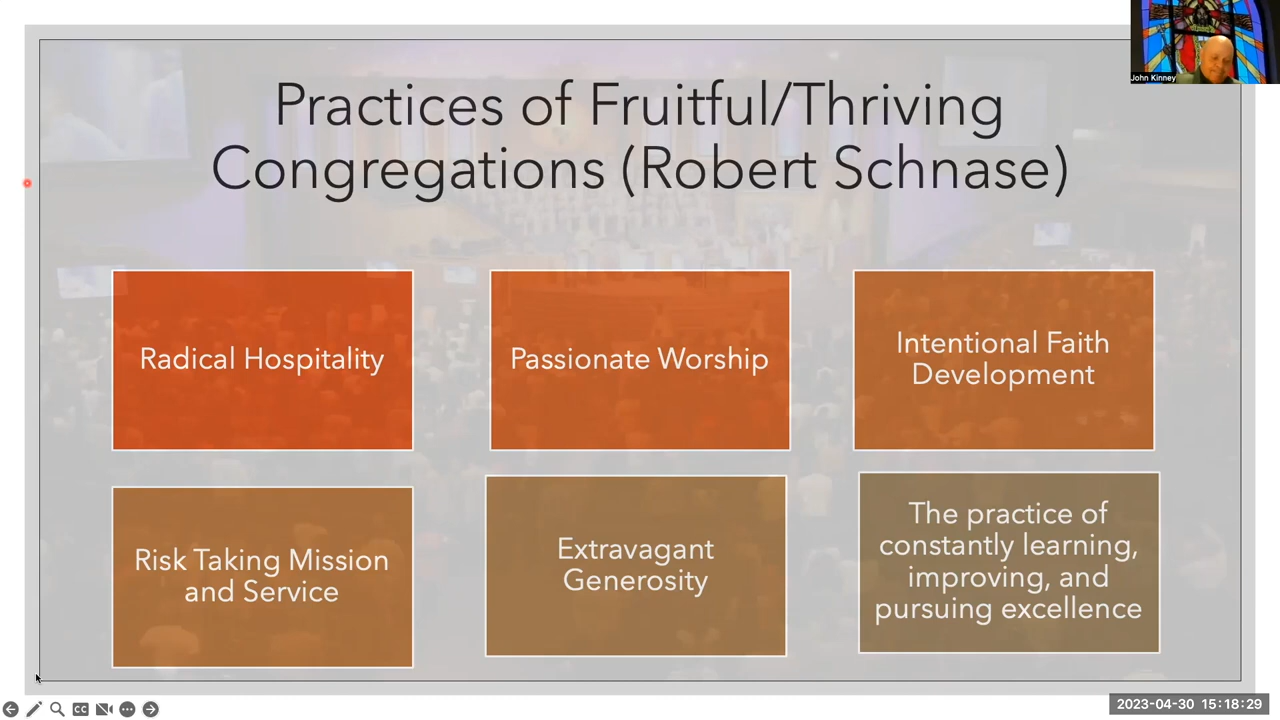 John Kinney
Practices of Fruitful/Thriving
Congregations (Robert Schnase)
Radical Hospitality
Passionate Worship
Intentional Faith
Development
Risk Taking Mission
and Service
Extravagant
Generosity
The practice of
constantly learning,
improving, and
pursuing excellence
CC
2023-04-30 15:18:29